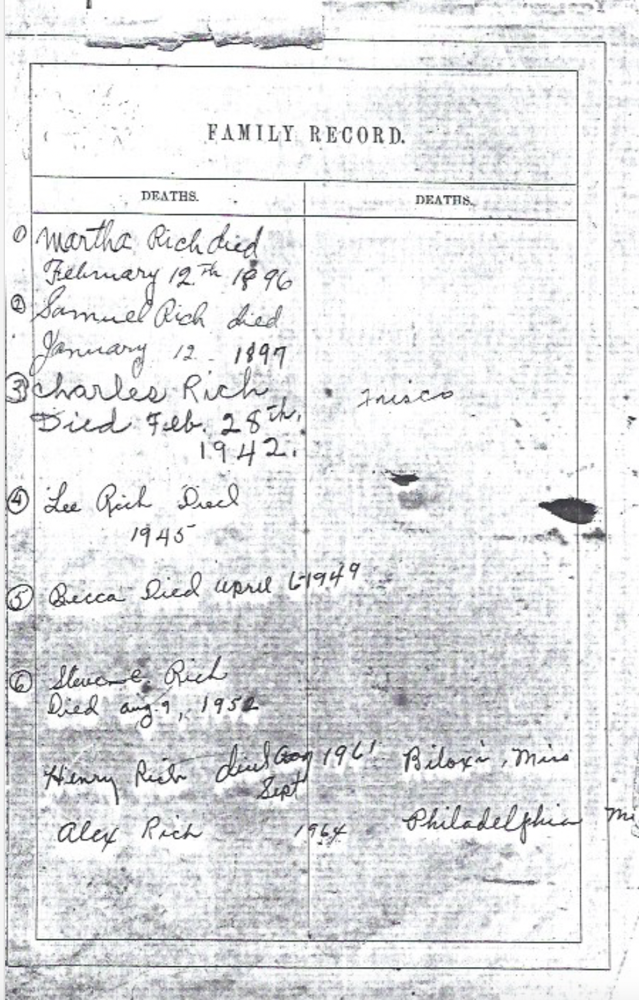 FAMILY RECORD.
DEATHS. DEATHS.
① Martha Rich died
February 12th 1896
② Samuel Rich died
January 12 1897
③ Charles Rich Frisco
Died Feb. 28th.
1942.
④ Lee Rich Died
1945
⑤ Becca Died April 6-1949
⑥ Steven Rich
Died Aug. 9, 1952
Henry Rich died Aug 1961 Biloxi, Miss
Sept
Alex Rich 1964 Philadelphia Mi